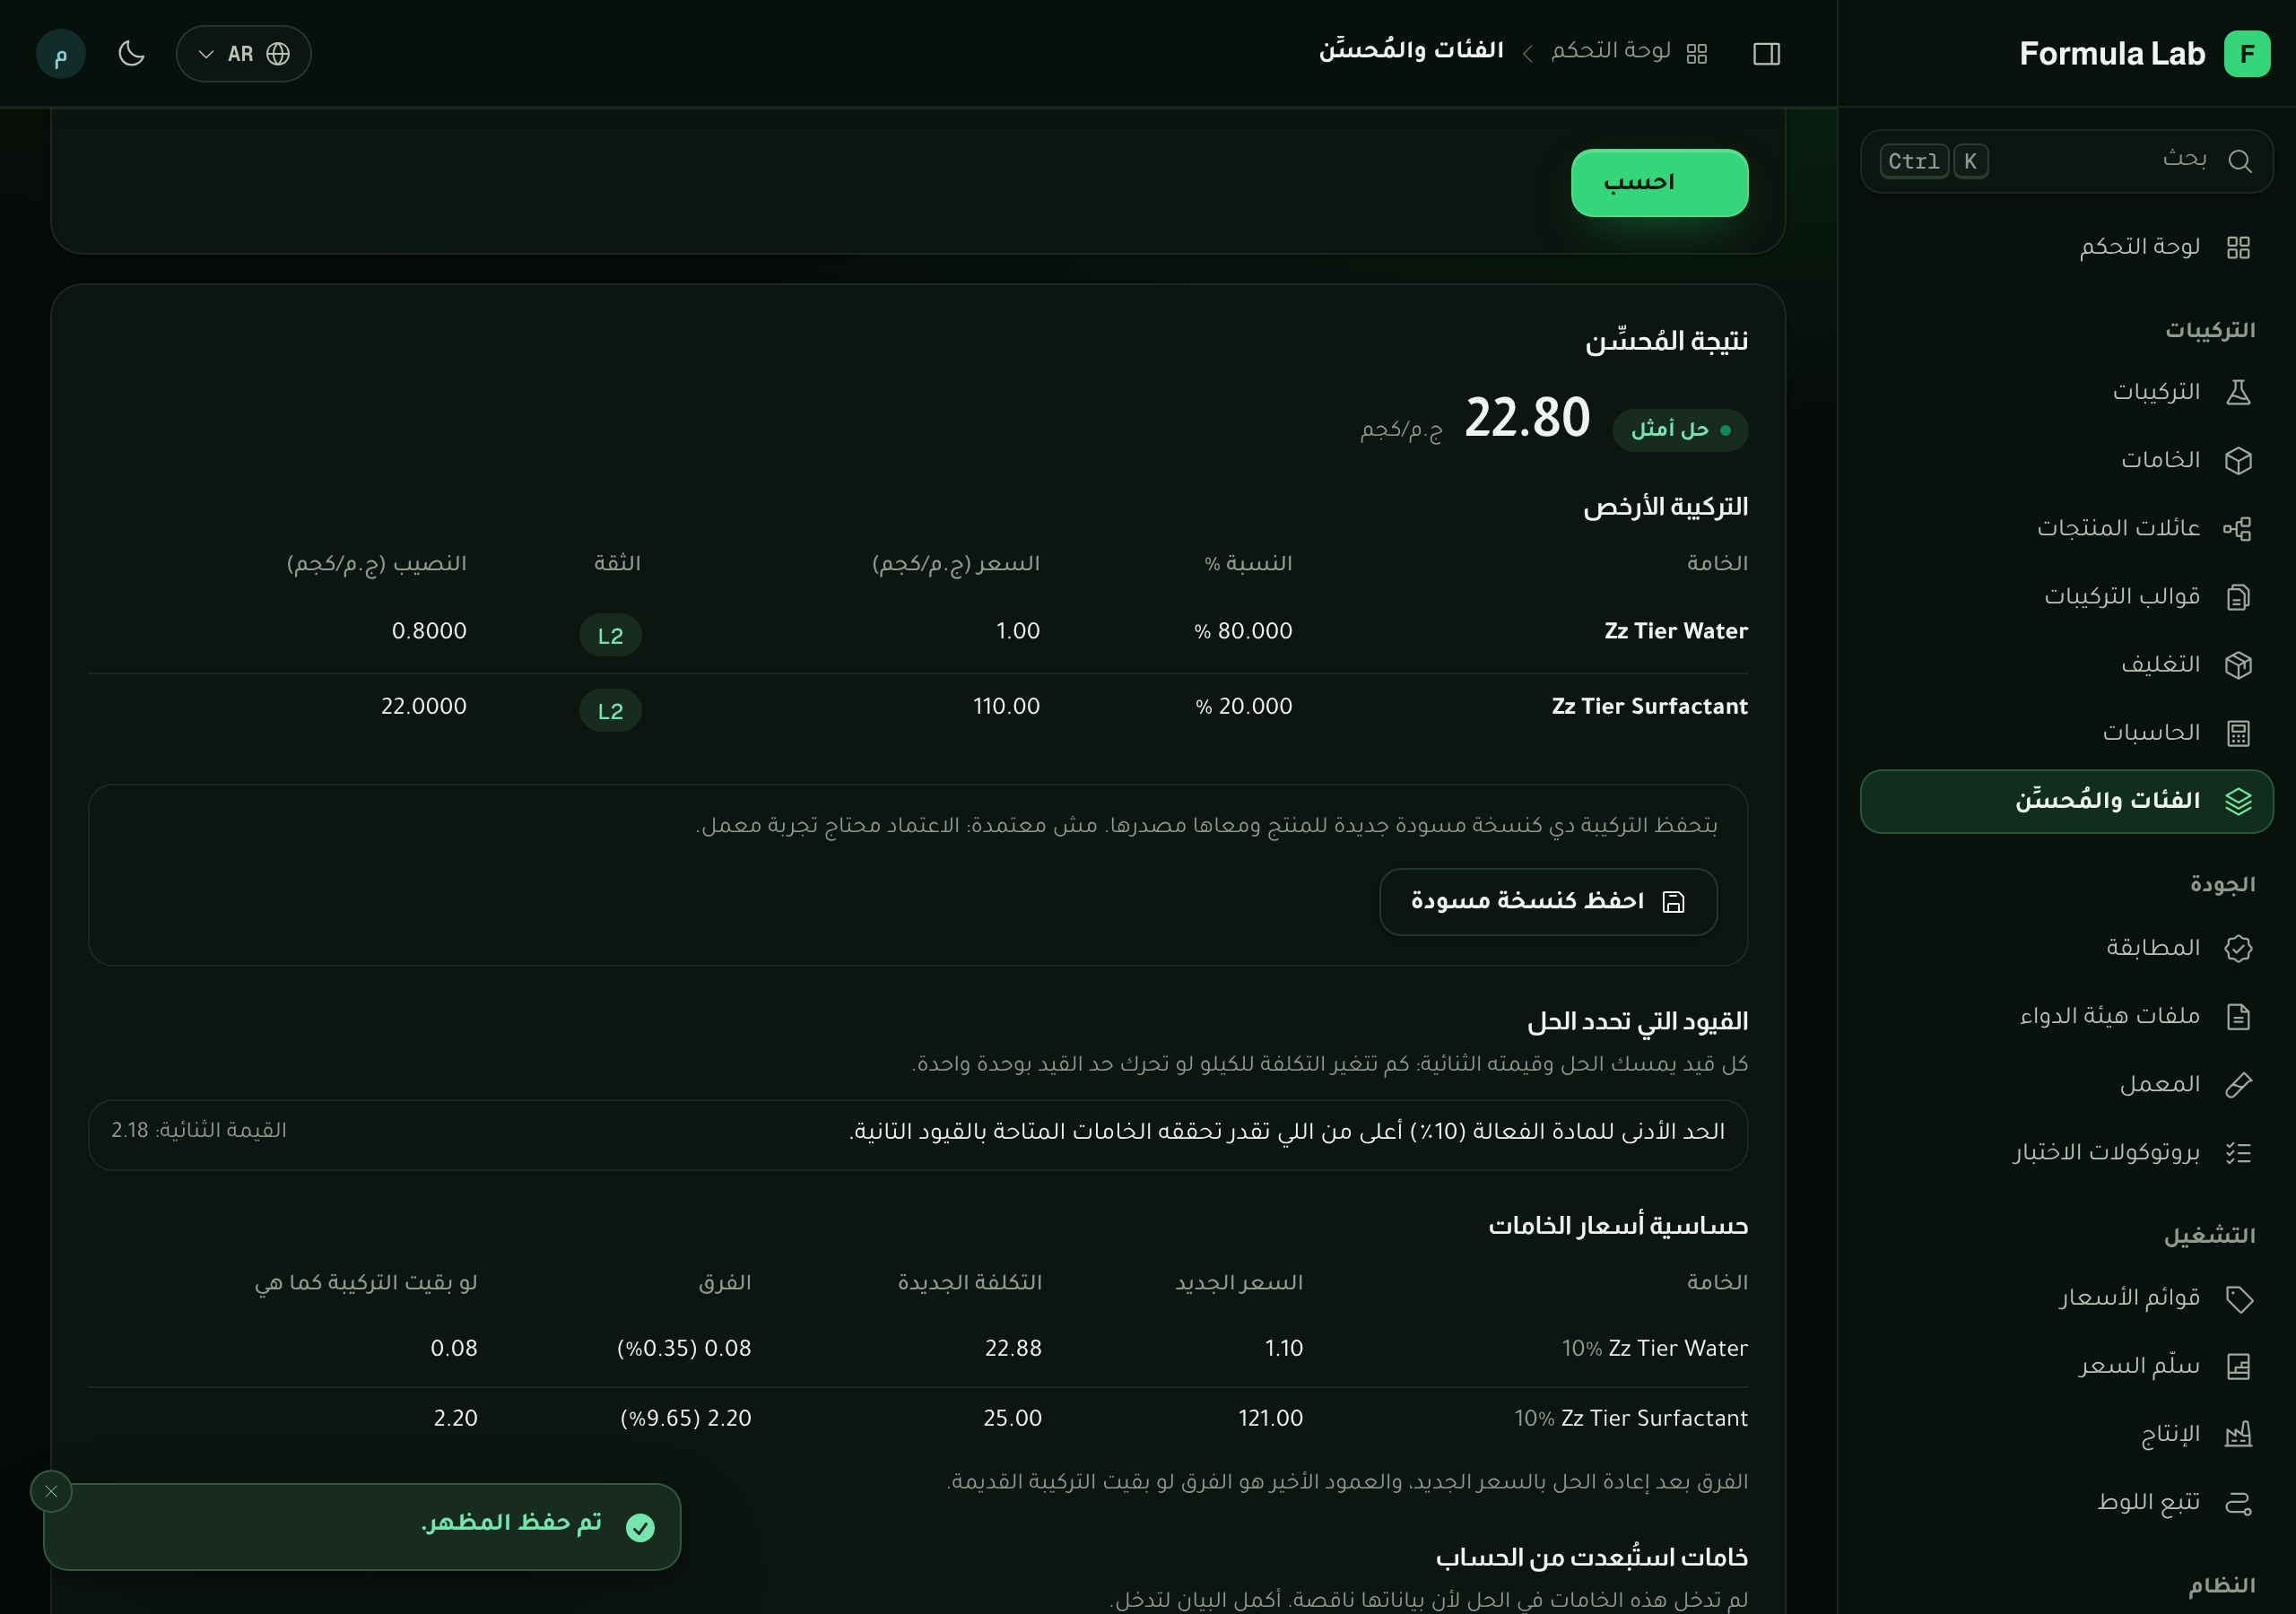 F Formula Lab
لوحة التحكم
الفئات والمُحسِّن
AR
م
بحث
Ctrl K
لوحة التحكم
التركيبات
التركيبات
الخامات
عائلات المنتجات
قوالب التركيبات
التغليف
الحاسبات
الفئات والمُحسِّن
الجودة
المطابقة
ملفات هيئة الدواء
المعمل
بروتوكولات الاختبار
التشغيل
قوائم الأسعار
سلّم السعر
الإنتاج
تتبع اللوط
النظام
احسب
نتيجة المُحسِّن
حل أمثل 22.80 ج.م/كجم
التركيبة الأرخص
الخامة النسبة % السعر (ج.م/كجم) الثقة النصيب (ج.م/كجم)
Zz Tier Water 80.000 % 1.00 L2 0.8000
Zz Tier Surfactant 20.000 % 110.00 L2 22.0000
بتحفظ التركيبة دي كنسخة مسودة جديدة للمنتج ومعاها مصدرها. مش معتمدة: الاعتماد محتاج تجربة معمل.
احفظ كنسخة مسودة
القيود التي تحدد الحل
كل قيد يمسك الحل وقيمته الثنائية: كم تتغير التكلفة للكيلو لو تحرك حد القيد بوحدة واحدة.
الحد الأدنى للمادة الفعالة (10٪) أعلى من اللي تقدر تحققه الخامات المتاحة بالقيود التانية. القيمة الثنائية: 2.18
حساسية أسعار الخامات
الخامة السعر الجديد التكلفة الجديدة الفرق لو بقيت التركيبة كما هي
Zz Tier Water 10% 1.10 22.88 0.08 (0.35%) 0.08
Zz Tier Surfactant 10% 121.00 25.00 2.20 (9.65%) 2.20
الفرق بعد إعادة الحل بالسعر الجديد، والعمود الأخير هو الفرق لو بقيت التركيبة القديمة.
خامات استُبعدت من الحساب
لم تدخل هذه الخامات في الحل لأن بياناتها ناقصة. أكمل البيان لتدخل.
تم حفظ المظهر.